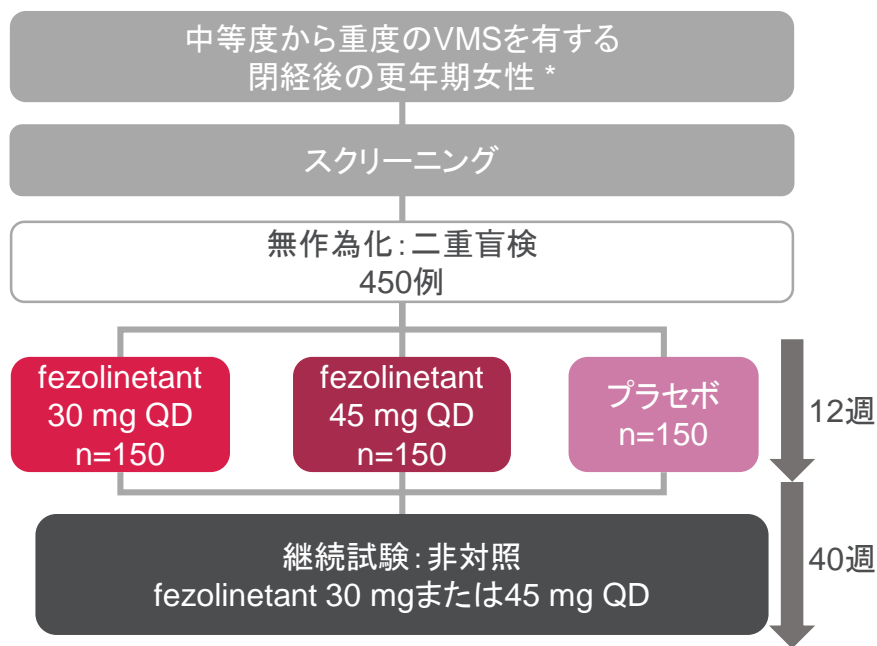 中等度から重度のVMSを有する
閉経後の更年期女性 *
スクリーニング
無作為化：二重盲検
450例
fezolinetant
30 mg QD
n=150
fezolinetant
45 mg QD
n=150
プラセボ
n=150
12週
継続試験：非対照
fezolinetant 30 mgまたは45 mg QD
40週